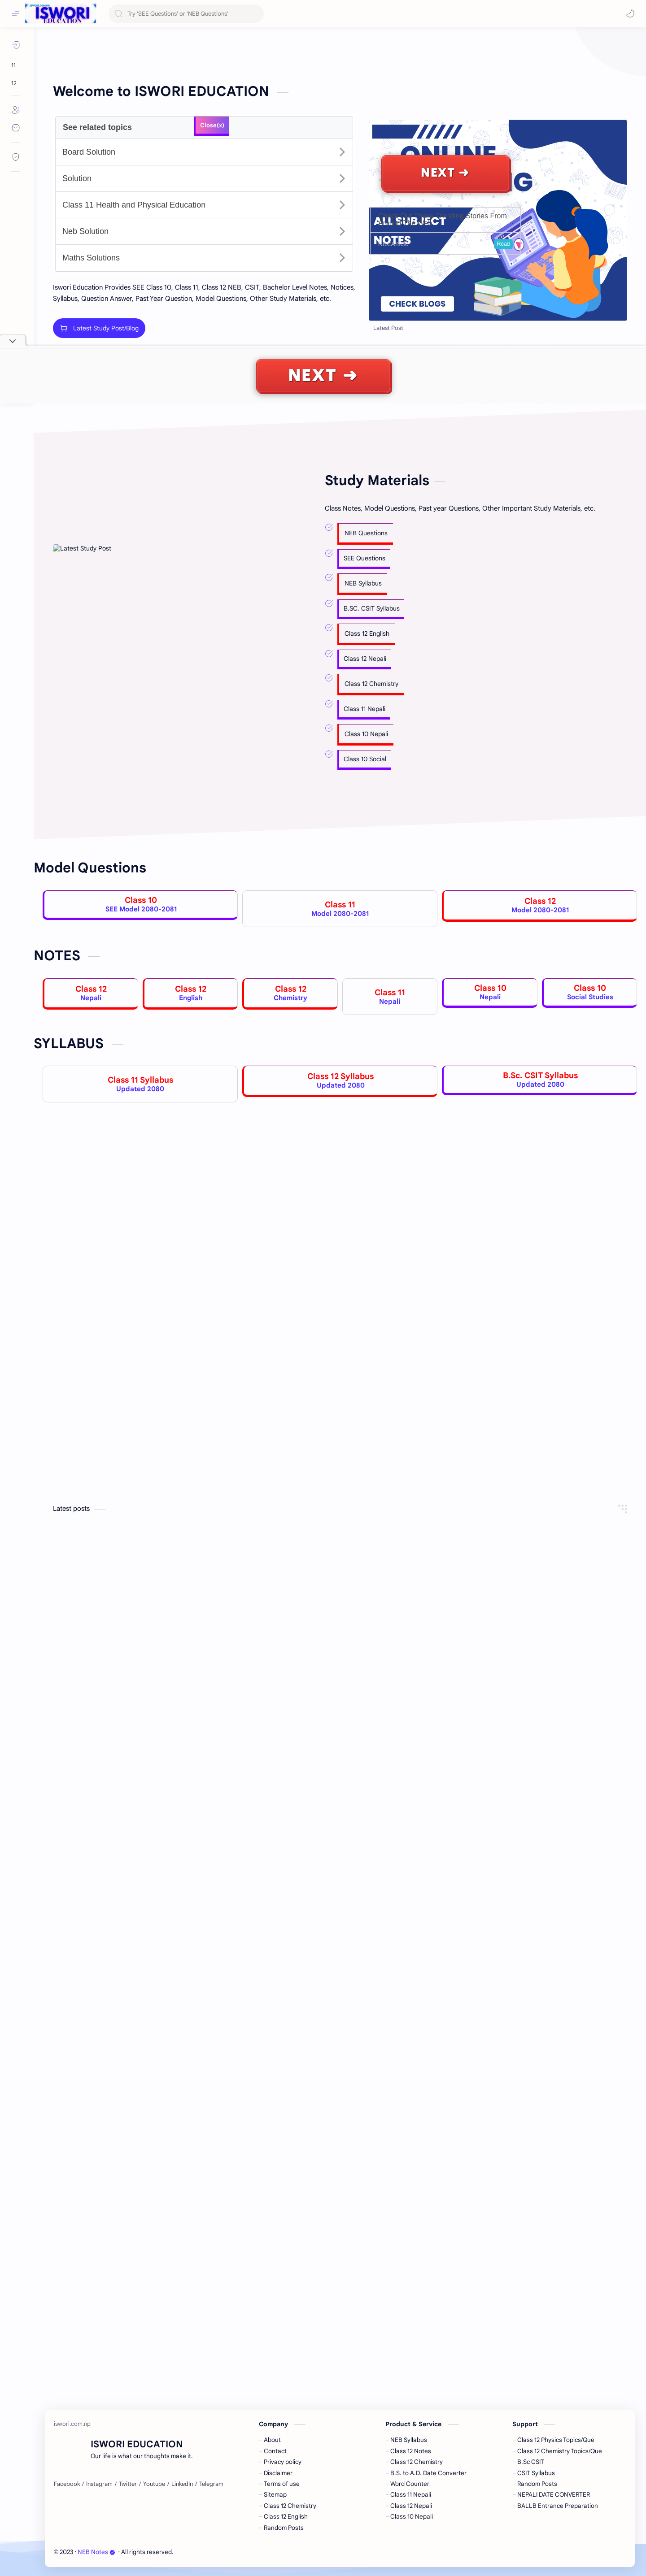 ISWORI
EDUCATION
Try 'SEE Questions' or 'NEB Questions'
11
12
Welcome to ISWORI EDUCATION
See related topics
Close(x)
Board Solution
Solution
Class 11 Health and Physical Education
Neb Solution
Maths Solutions
Iswori Education Provides SEE Class 10, Class 11, Class 12 NEB, CSIT, Bachelor Level Notes, Notices,
Syllabus, Question Answer, Past Year Question, Model Questions, Other Study Materials, etc.
Latest Study Post/Blog
ONLINE
NEXT ➜
Stories From
ALL SUBJECT
NOTES
Read
CHECK BLOGS
Latest Post
NEXT ➜
Latest Study Post
Study Materials
Class Notes, Model Questions, Past year Questions, Other Important Study Materials, etc.
NEB Questions
SEE Questions
NEB Syllabus
B.SC. CSIT Syllabus
Class 12 English
Class 12 Nepali
Class 12 Chemistry
Class 11 Nepali
Class 10 Nepali
Class 10 Social
Model Questions
Class 10
SEE Model 2080-2081
Class 11
Model 2080-2081
Class 12
Model 2080-2081
NOTES
Class 12
Nepali
Class 12
English
Class 12
Chemistry
Class 11
Nepali
Class 10
Nepali
Class 10
Social Studies
SYLLABUS
Class 11 Syllabus
Updated 2080
Class 12 Syllabus
Updated 2080
B.Sc. CSIT Syllabus
Updated 2080
Latest posts
iswori.com.np
ISWORI EDUCATION
Our life is what our thoughts make it.
Facebook / Instagram / Twitter / Youtube / LinkedIn / Telegram
Company
About
Contact
Privacy policy
Disclaimer
Terms of use
Sitemap
Class 12 Chemistry
Class 12 English
Random Posts
Product & Service
NEB Syllabus
Class 12 Notes
Class 12 Chemistry
B.S. to A.D. Date Converter
Word Counter
Class 11 Nepali
Class 12 Nepali
Class 10 Nepali
Support
Class 12 Physics Topics/Que
Class 12 Chemistry Topics/Que
B.Sc CSIT
CSIT Syllabus
Random Posts
NEPALI DATE CONVERTER
BALLB Entrance Preparation
© 2023 · NEB Notes · All rights reserved.